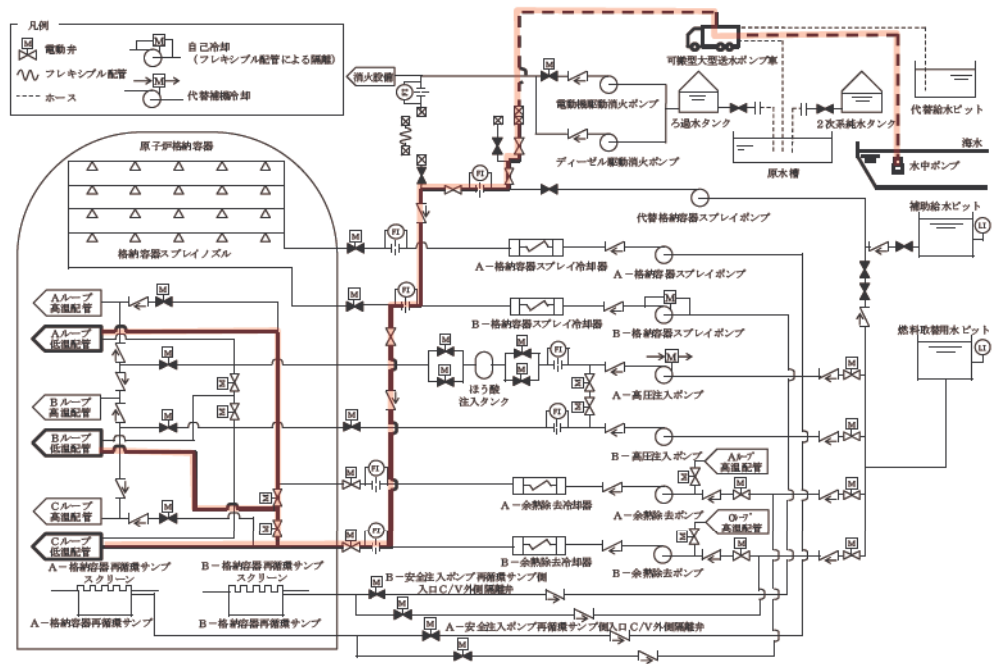 凡例
M
電動弁
フレキシブル配管
ホース
M
自己冷却
(フレキシブル配管による隔離)
M
代替補機冷却
消火設備
M
電動機駆動消火ポンプ
ディーゼル駆動消火ポンプ
可搬型大型送水ポンプ車
ろ過水タンク
2次系純水タンク
原水槽
代替給水ピット
海水
水中ポンプ
FI
代替格納容器スプレイポンプ
補助給水ピット
LI
原子炉格納容器
格納容器スプレイノズル
M
FI
A-格納容器スプレイ冷却器
A-格納容器スプレイポンプ
M
FI
B-格納容器スプレイ冷却器
M
B-格納容器スプレイポンプ
燃料取替用水ピット
LI
Aループ
高温配管
M
Aループ
低温配管
M
M
M
ほう酸
注入タンク
M
M
FI
M
A-高圧注入ポンプ
M
M
M
M
M
Bループ
高温配管
M
M
FI
B-高圧注入ポンプ
M
Bループ
低温配管
M
FI
A-余熱除去冷却器
A-余熱除去ポンプ
M
Aループ
高温配管
M
M
Cループ
高温配管
M
M
M
Cループ
低温配管
M
FI
B-余熱除去冷却器
B-余熱除去ポンプ
M
Cループ
高温配管
M
M
A-格納容器再循環サンプ
スクリーン
B-格納容器再循環サンプ
スクリーン
A-格納容器再循環サンプ
B-格納容器再循環サンプ
B-安全注入ポンプ再循環サンプ側
入口C/V外側隔離弁
M
M
A-安全注入ポンプ再循環サンプ側入口C/V外側隔離弁
M
M